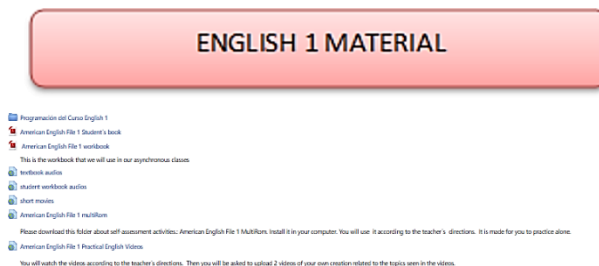 ENGLISH 1 MATERIAL
Programación del Curso English 1
American English File 1 Student's book
American English File 1 workbook
This is the workbook that we will use in our asynchronous classes
textbook audios
student workbook audios
short movies
American English File 1 multiRom
Please download this folder about self-assessment activities: American English File 1 MultiRom. Install it in your computer. You will use it according to the teacher's directions. It is made for you to practice alone.
American English File 1 Practical English Videos
You will watch the videos according to the teacher's directions. Then you will be asked to upload 2 videos of your own creation related to the topics seen in the videos.